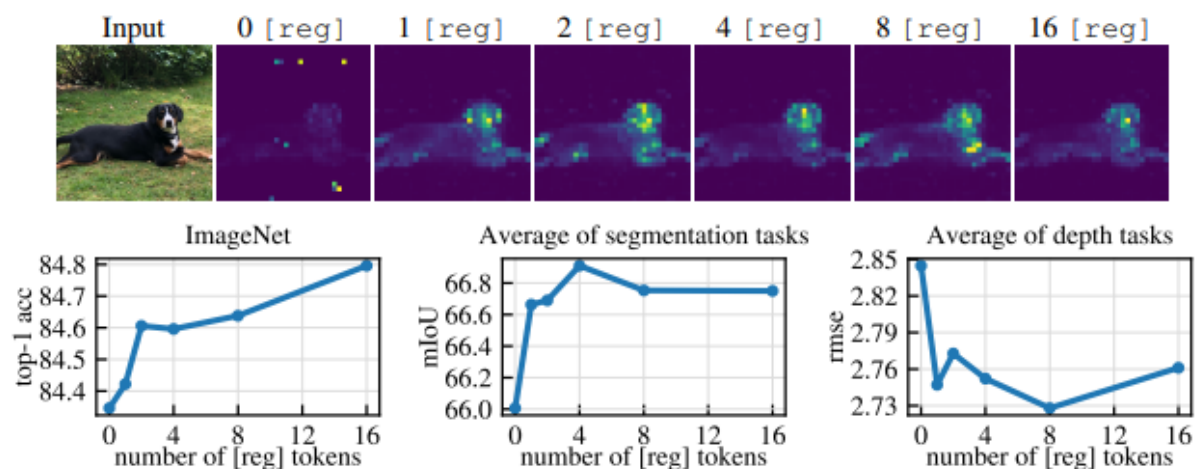 Input 0 [reg] 1 [reg] 2 [reg] 4 [reg] 8 [reg] 16 [reg]
ImageNet
top-1 acc
84.8
84.7
84.6
84.5
84.4
0 4 8 12 16
number of [reg] tokens
Average of segmentation tasks
mIoU
66.8
66.6
66.4
66.2
66.0
0 4 8 12 16
number of [reg] tokens
Average of depth tasks
rmse
2.85
2.82
2.79
2.76
2.73
0 4 8 12 16
number of [reg] tokens